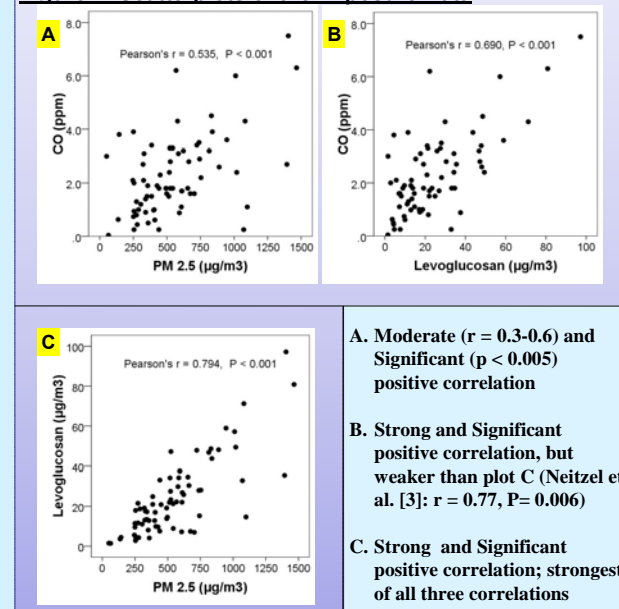 A
Pearson's r = 0.535, P < 0.001
8.0
6.0
4.0
2.0
.0
CO (ppm)
0 250 500 750 1000 1250 1500
PM 2.5 (µg/m3)
B
Pearson's r = 0.690, P < 0.001
8.0
6.0
4.0
2.0
.0
CO (ppm)
0 20 40 60 80 100
Levoglucosan (µg/m3)
C
Pearson's r = 0.794, P < 0.001
100
80
60
40
20
0
Levoglucosan (µg/m3)
0 250 500 750 1000 1250 1500
PM 2.5 (µg/m3)
A. Moderate (r = 0.3-0.6) and
Significant (p < 0.005)
positive correlation
B. Strong and Significant
positive correlation, but
weaker than plot C (Neitzel et
al. [3]: r = 0.77, P= 0.006)
C. Strong and Significant
positive correlation; strongest
of all three correlations